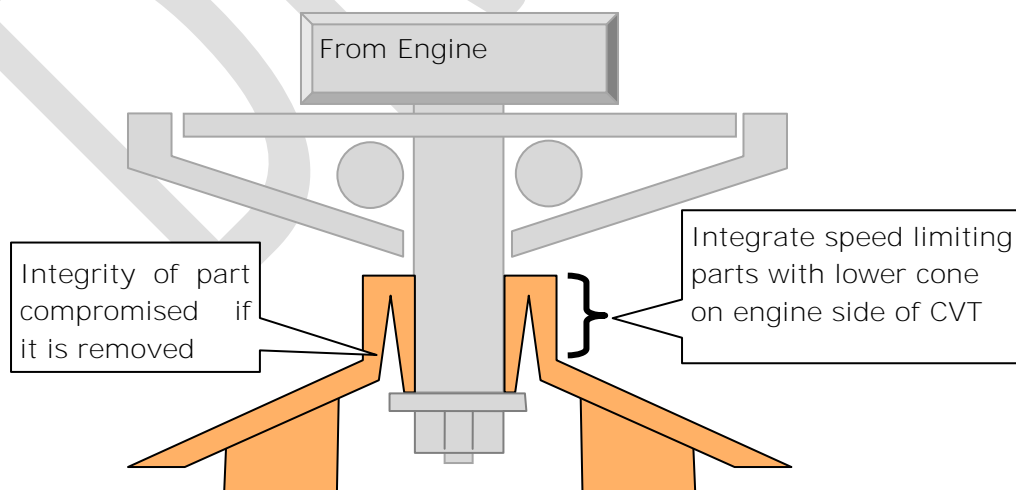 From Engine
Integrate speed limiting
parts with lower cone
on engine side of CVT
Integrity of part
compromised if
it is removed